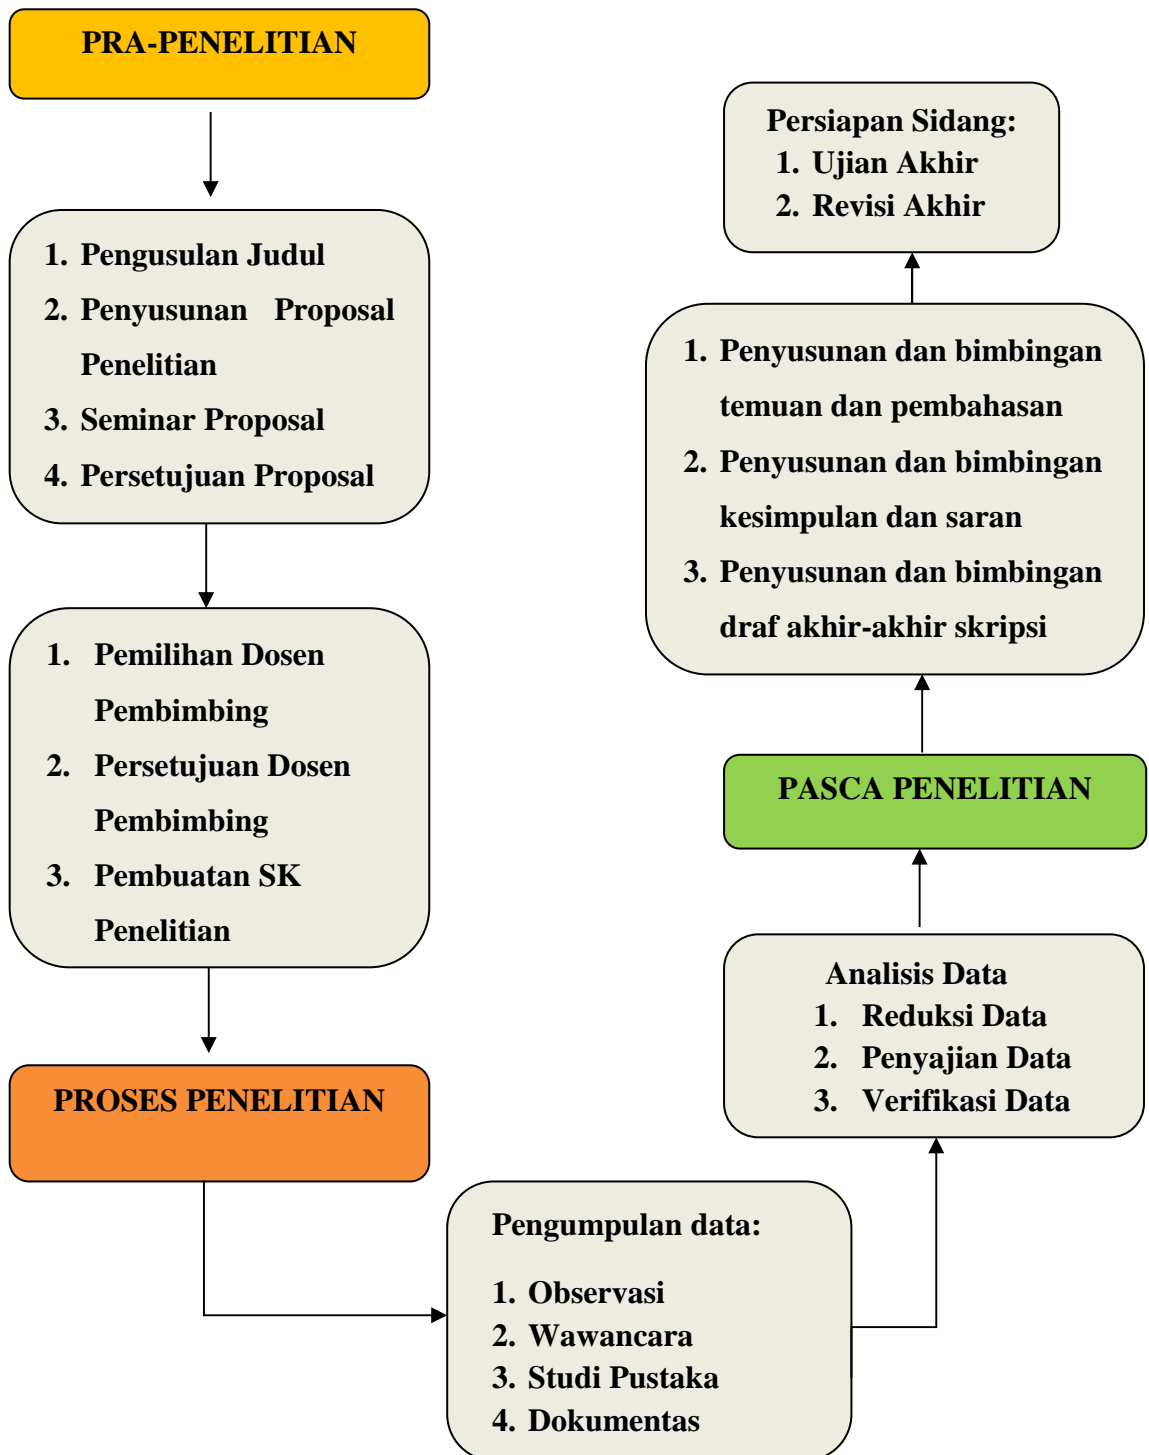 PRA-PENELITIAN
1. Pengusulan Judul
2. Penyusunan Proposal
Penelitian
3. Seminar Proposal
4. Persetujuan Proposal
1. Pemilihan Dosen
Pembimbing
2. Persetujuan Dosen
Pembimbing
3. Pembuatan SK
Penelitian
PROSES PENELITIAN
Pengumpulan data:
1. Observasi
2. Wawancara
3. Studi Pustaka
4. Dokumentas
Analisis Data
1. Reduksi Data
2. Penyajian Data
3. Verifikasi Data
PASCA PENELITIAN
1. Penyusunan dan bimbingan
temuan dan pembahasan
2. Penyusunan dan bimbingan
kesimpulan dan saran
3. Penyusunan dan bimbingan
draf akhir-akhir skripsi
Persiapan Sidang:
1. Ujian Akhir
2. Revisi Akhir